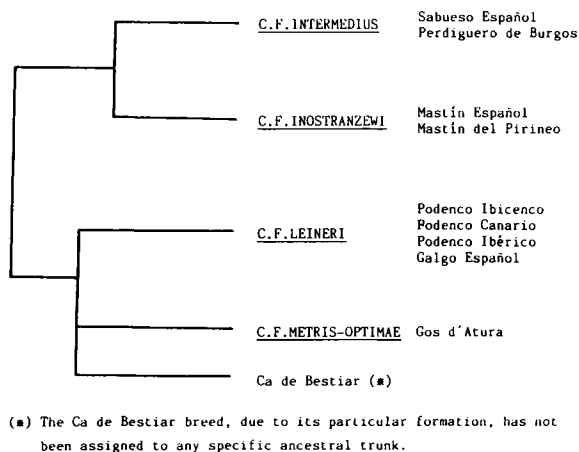 C.F.INTERMEDIUS
Sabueso Español
Perdiguero de Burgos
C.F.INOSTRANZEWI
Mastín Español
Mastín del Pirineo
C.F.LEINERI
Podenco Ibicenco
Podenco Canario
Podenco Ibérico
Galgo Español
C.F.METRIS-OPTIMAE Gos d'Atura
Ca de Bestiar (*)
(*) The Ca de Bestiar breed, due to its particular formation, has not
been assigned to any specific ancestral trunk.